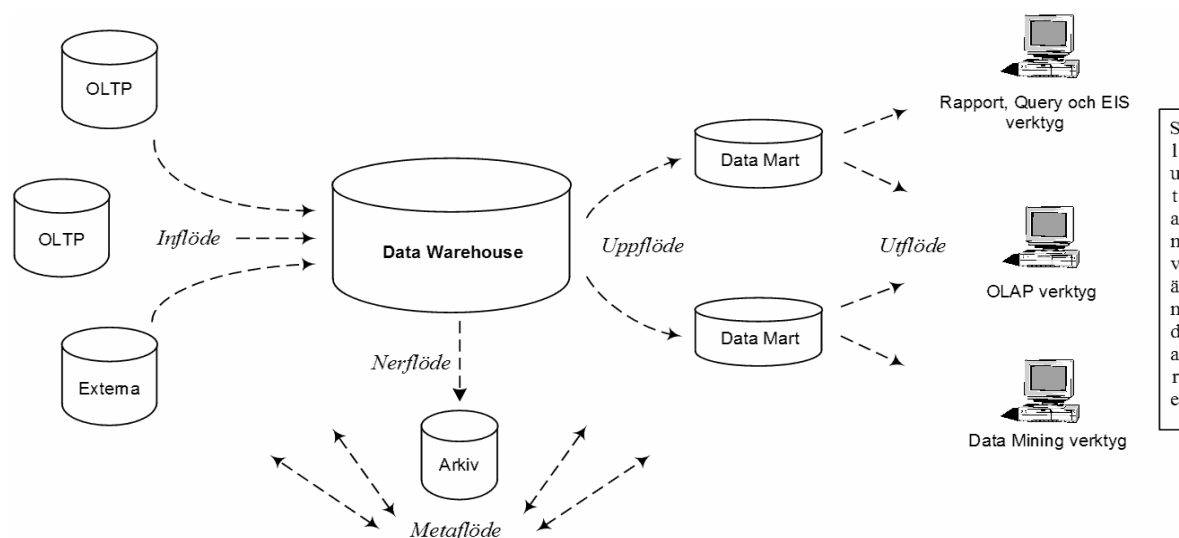 OLTP
OLTP
Externa
Inflöde
Data Warehouse
Nerflöde
Arkiv
Metaflöde
Uppflöde
Data Mart
Data Mart
Utflöde
Rapport, Query och EIS
verktyg
OLAP verktyg
Data Mining verktyg
Slutanvändare